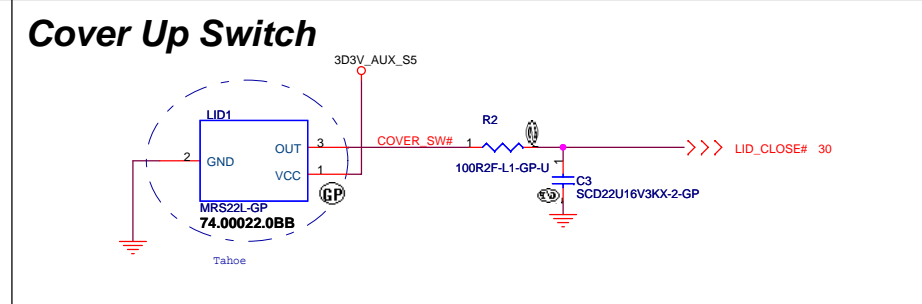 Cover Up Switch
3D3V_AUX_S5
LID1
R2
OUT 3 COVER_SW# 1
2 GND
LID_CLOSE# 30
VCC 1
100R2F-L1-GP-U
1
C3
GP
SCD22U16V3KX-2-GP
MRS22L-GP
74.00022.0BB
Tahoe